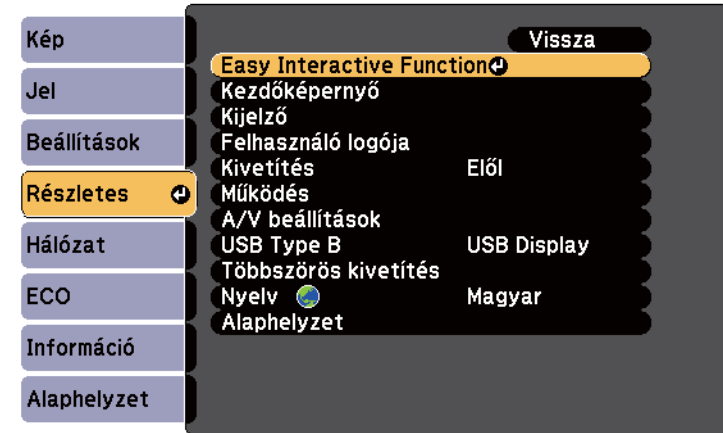 Kép
Jel
Beállítások
Részletes
Hálózat
ECO
Információ
Alaphelyzet
Vissza
Easy Interactive Function
Kezdőképernyő
Kijelző
Felhasználó logója
Kivetítés Elől
Működés
A/V beállítások
USB Type B USB Display
Többszörös kivetítés
Nyelv Magyar
Alaphelyzet